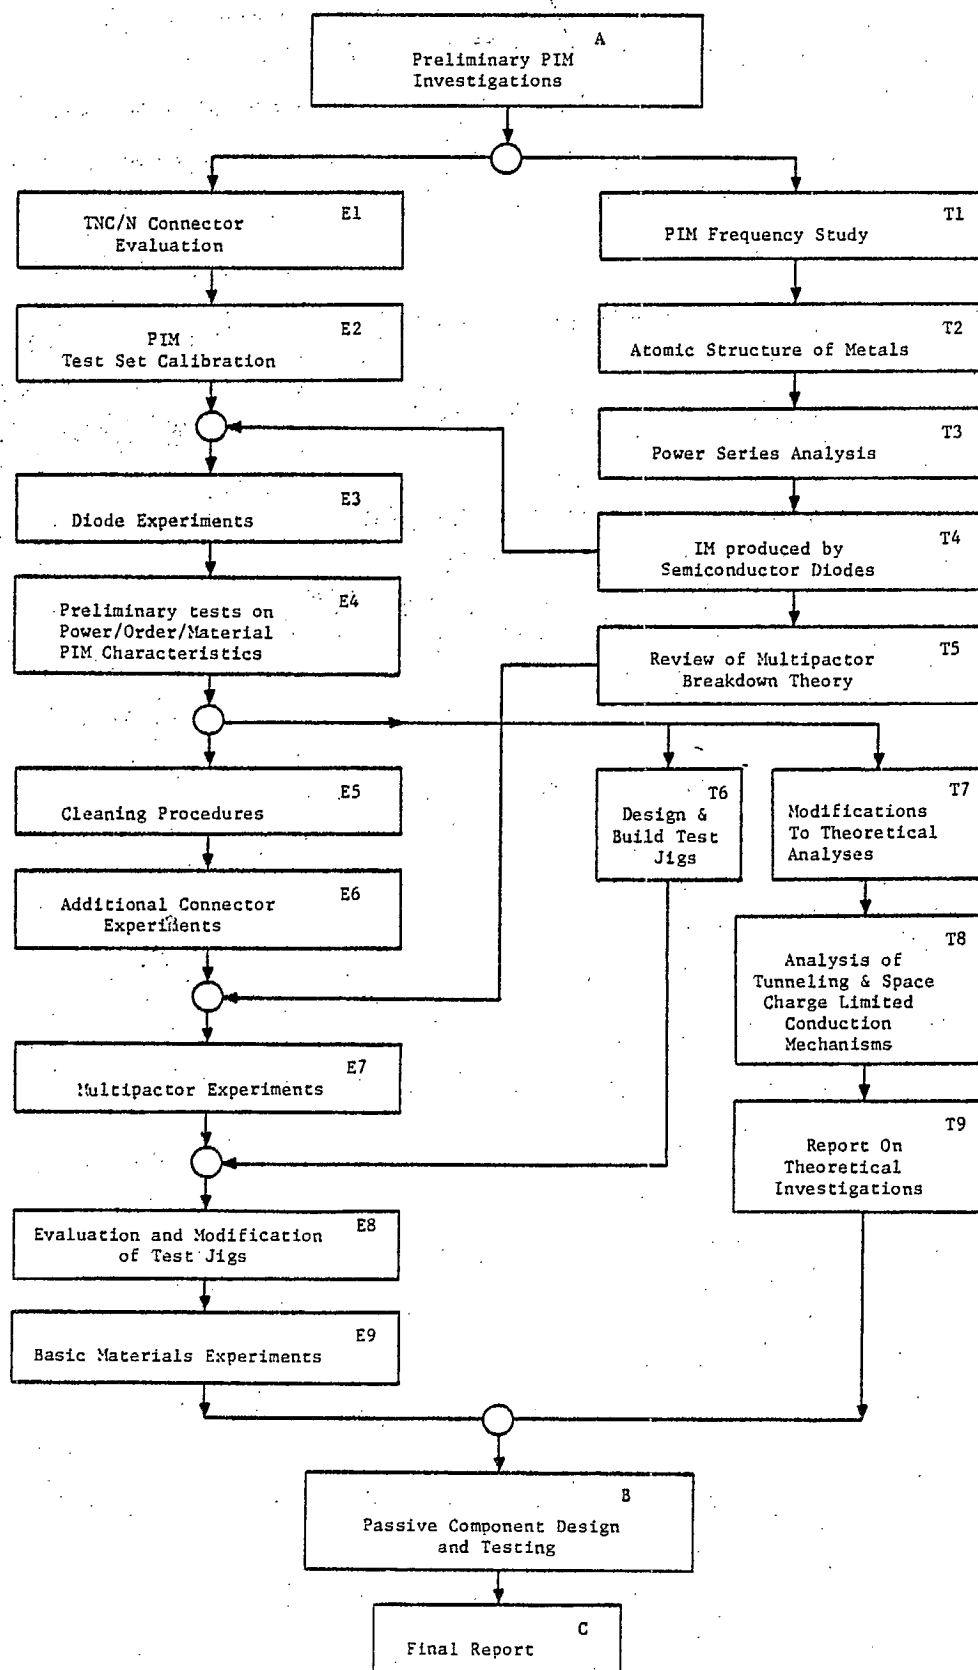 A
Preliminary PIM
Investigations
E1
TNC/N Connector
Evaluation
T1
PIM Frequency Study
E2
PIM
Test Set Calibration
T2
Atomic Structure of Metals
T3
Power Series Analysis
E3
Diode Experiments
T4
IM produced by
Semiconductor Diodes
E4
Preliminary tests on
Power/Order/Material
PIM Characteristics
T5
Review of Multipactor
Breakdown Theory
E5
Cleaning Procedures
T6
Design &
Build Test
Jigs
T7
Modifications
To Theoretical
Analyses
E6
Additional Connector
Experiments
T8
Analysis of
Tunneling & Space
Charge Limited
Conduction
Mechanisms
E7
Multipactor Experiments
T9
Report On
Theoretical
Investigations
E8
Evaluation and Modification
of Test Jigs
E9
Basic Materials Experiments
B
Passive Component Design
and Testing
C
Final Report